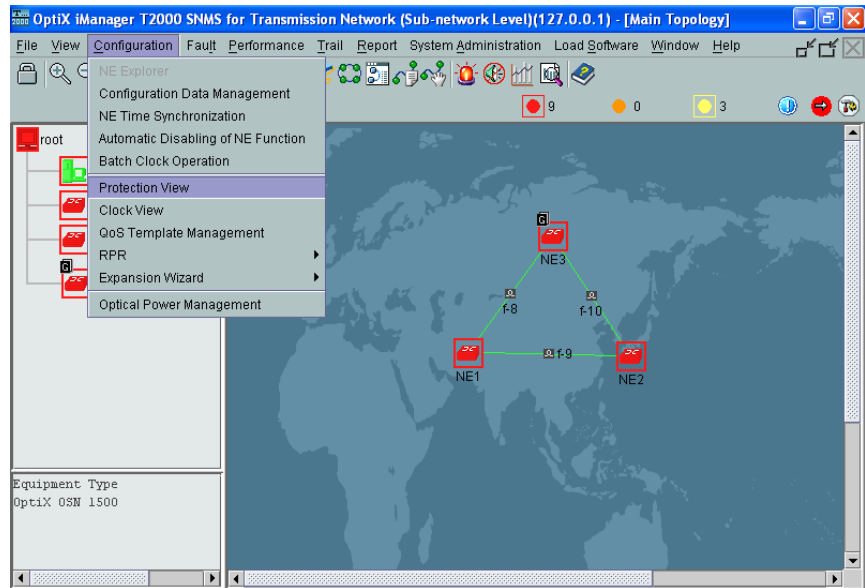 OptiX iManager T2000 SNMS for Transmission Network (Sub-network Level)(127.0.0.1) - [Main Topology]
File View Configuration Fault Performance Trail Report System Administration Load Software Window Help
NE Explorer
Configuration Data Management
NE Time Synchronization
Automatic Disabling of NE Function
Batch Clock Operation
Protection View
Clock View
QoS Template Management
RPR
Expansion Wizard
Optical Power Management
9 0 3
root
G
G
NE3
f-8
f-10
f-9
NE1
NE2
Equipment Type
OptiX OSN 1500